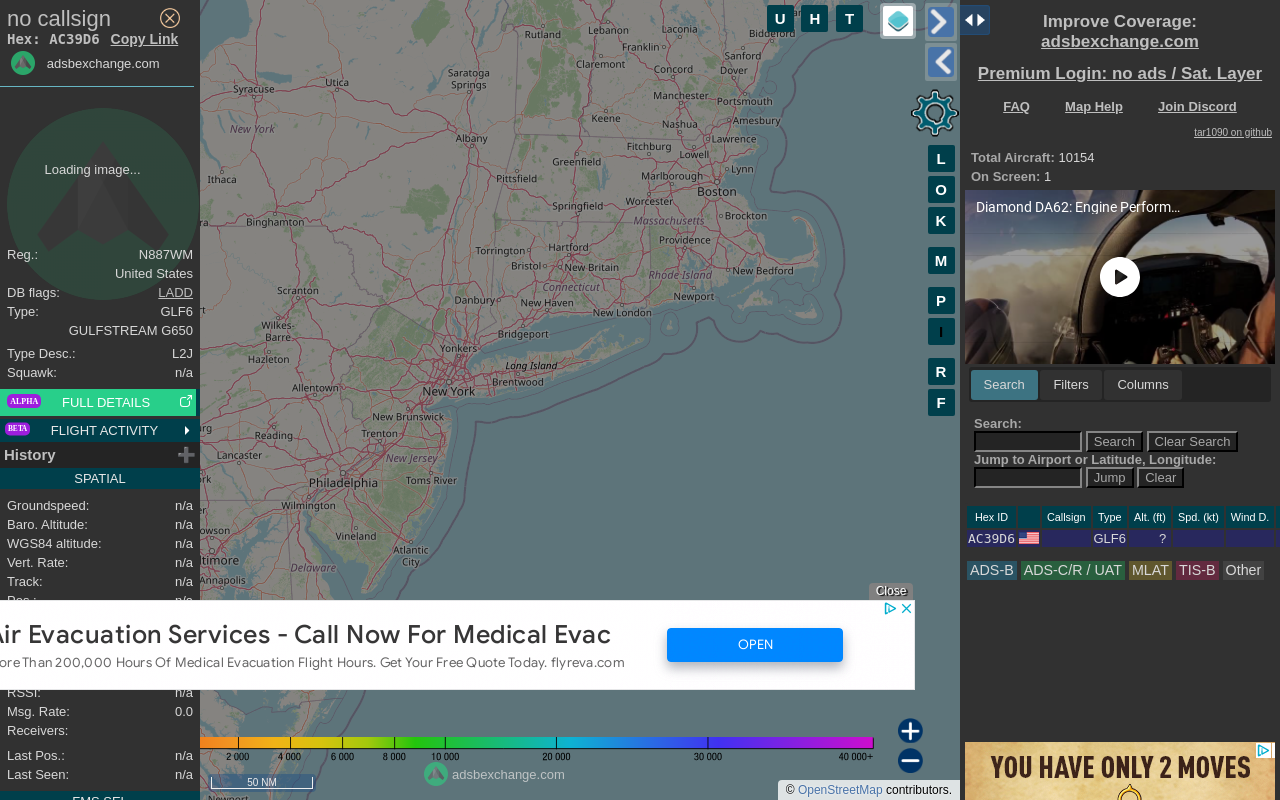 no callsign
Hex: AC39D6 Copy Link
adsbexchange.com
Loading image...
Reg.: N887WM
United States
DB flags: LADD
Type: GLF6
GULFSTREAM G650
Type Desc.: L2J
Squawk: n/a
ALPHA FULL DETAILS
BETA FLIGHT ACTIVITY
History
SPATIAL
Groundspeed: n/a
Baro. Altitude: n/a
WGS84 altitude: n/a
Vert. Rate: n/a
Track: n/a
Pos.: n/a
RSSI: n/a
Msg. Rate: 0.0
Receivers:
Last Pos.: n/a
Last Seen: n/a
FMS SEL
U H T
L
O
K
M
P
I
R
F
Rutland
Lebanon
Laconia
Biddeford
Franklin
Sanford
Claremont
Concord
Dover
Saratoga
Springs
Utica
Syracuse
Manchester
Portsmouth
Keene
Nashua
Amesbury
New York
Albany
Lawrence
Fitchburg
Lowell
Greenfield
Lynn
Ithaca
Pittsfield
Marlborough
Boston
Worcester
Springfield
Massachusetts
Brockton
Binghamton
Providence
Torrington
Hartford
Bristol
New Britain
New Bedford
Rhode Island
Connecticut
Scranton
Danbury
Newport
New Haven
New London
Wilkes-
Barre
Bridgeport
Yonkers
Hazleton
Long Island
Allentown
Brentwood
New York
New Brunswick
Reading
Trenton
Lancaster
New Jersey
Philadelphia
Toms River
Wilmington
Vineland
Atlantic
City
Annapolis
Delaware
Close
Air Evacuation Services - Call Now For Medical Evac
ore Than 200,000 Hours Of Medical Evacuation Flight Hours. Get Your Free Quote Today. flyreva.com
OPEN
2 000 4 000 6 000 8 000 10 000 20 000 30 000 40 000+
adsbexchange.com
50 NM
Newport
© OpenStreetMap contributors.
Improve Coverage:
adsbexchange.com
Premium Login: no ads / Sat. Layer
FAQ Map Help Join Discord
tar1090 on github
Total Aircraft: 10154
On Screen: 1
Diamond DA62: Engine Perform...
Search Filters Columns
Search:
Search Clear Search
Jump to Airport or Latitude, Longitude:
Jump Clear
Hex ID Callsign Type Alt. (ft) Spd. (kt) Wind D.
AC39D6 GLF6 ?
ADS-B ADS-C/R / UAT MLAT TIS-B Other
YOU HAVE ONLY 2 MOVES